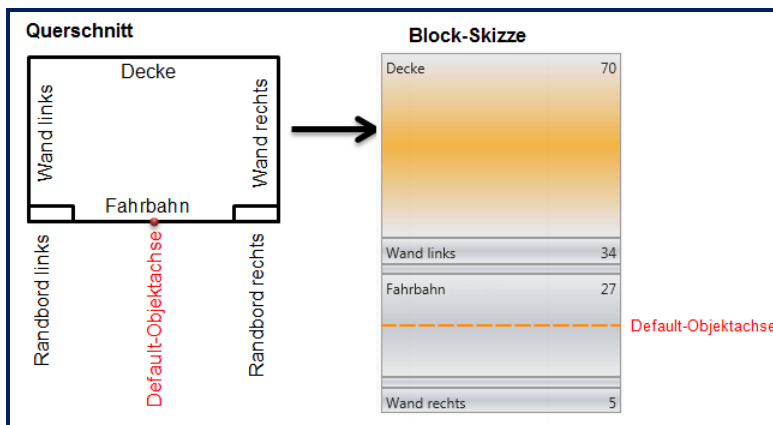 Querschnitt
Decke
Wand links
Wand rechts
Fahrbahn
Randbord links
Default-Objektachse
Randbord rechts
Block-Skizze
Decke 70
Wand links 34
Fahrbahn 27
Default-Objektachse
Wand rechts 5